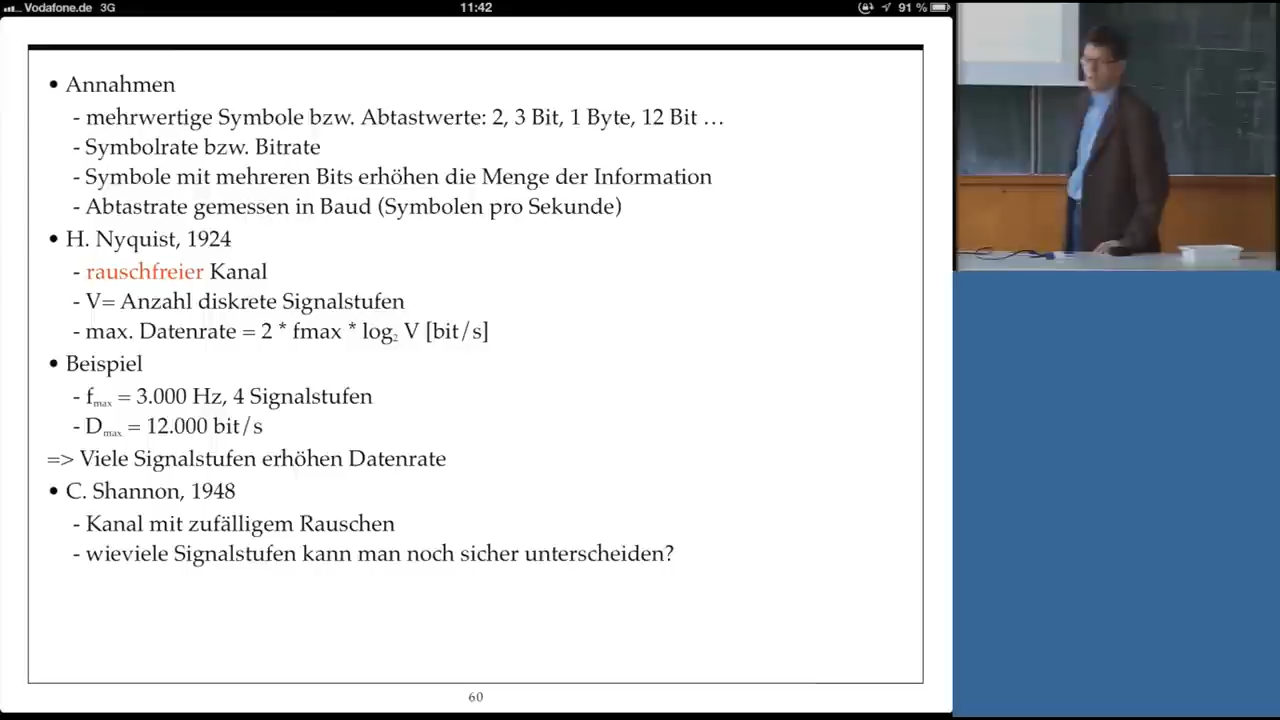 Vodafone.de 3G 11:42 91 %
• Annahmen
- mehrwertige Symbole bzw. Abtastwerte: 2, 3 Bit, 1 Byte, 12 Bit …
- Symbolrate bzw. Bitrate
- Symbole mit mehreren Bits erhöhen die Menge der Information
- Abtastrate gemessen in Baud (Symbolen pro Sekunde)
• H. Nyquist, 1924
- rauschfreier Kanal
- V= Anzahl diskrete Signalstufen
- max. Datenrate = 2 * fmax * log₂ V [bit/s]
• Beispiel
- fmax = 3.000 Hz, 4 Signalstufen
- Dmax = 12.000 bit/s
=> Viele Signalstufen erhöhen Datenrate
• C. Shannon, 1948
- Kanal mit zufälligem Rauschen
- wieviele Signalstufen kann man noch sicher unterscheiden?
60